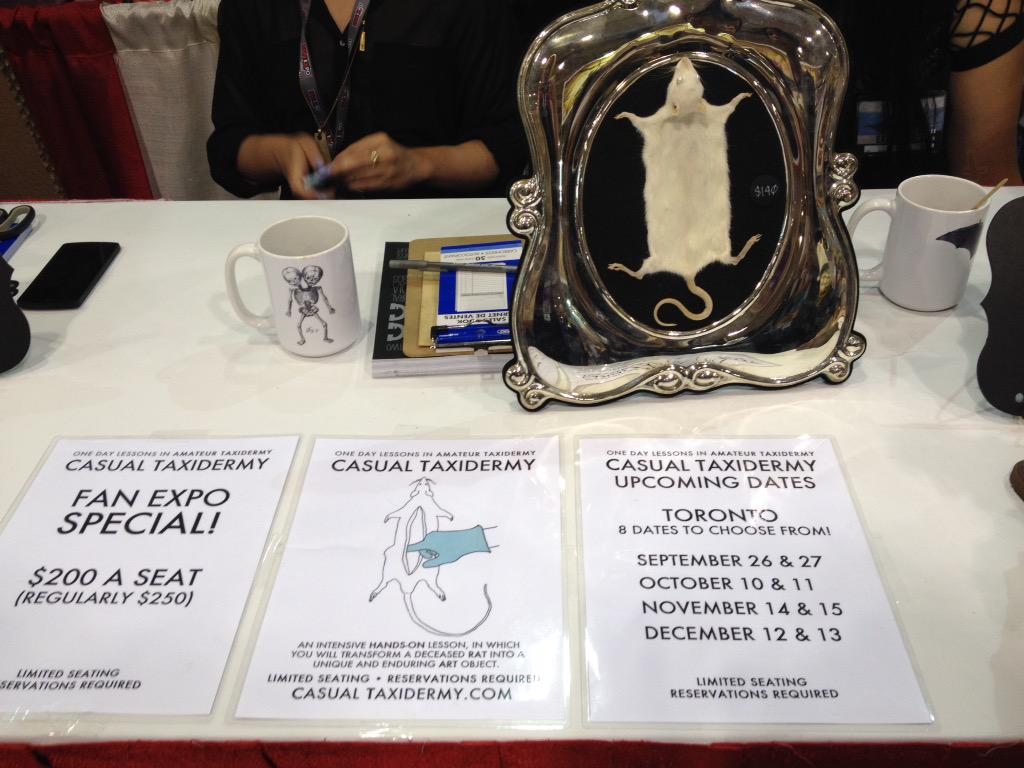 $140
50
ONE DAY LESSONS IN AMATEUR TAXIDERMY
CASUAL TAXIDERMY
FAN EXPO
SPECIAL!
$200 A SEAT
(REGULARLY $250)
LIMITED SEATING
SERVATIONS REQUIRED
ONE DAY LESSONS IN AMATEUR TAXIDERMY
CASUAL TAXIDERMY
AN INTENSIVE HANDS-ON LESSON, IN WHICH
YOU WILL TRANSFORM A DECEASED RAT INTO A
UNIQUE AND ENDURING ART OBJECT.
LIMITED SEATING • RESERVATIONS REQUIRED
CASUAL TAXIDERMY.COM
ONE DAY LESSONS IN AMATEUR TAXIDERMY
CASUAL TAXIDERMY
UPCOMING DATES
TORONTO
8 DATES TO CHOOSE FROM!
SEPTEMBER 26 & 27
OCTOBER 10 & 11
NOVEMBER 14 & 15
DECEMBER 12 & 13
LIMITED SEATING
RESERVATIONS REQUIRED